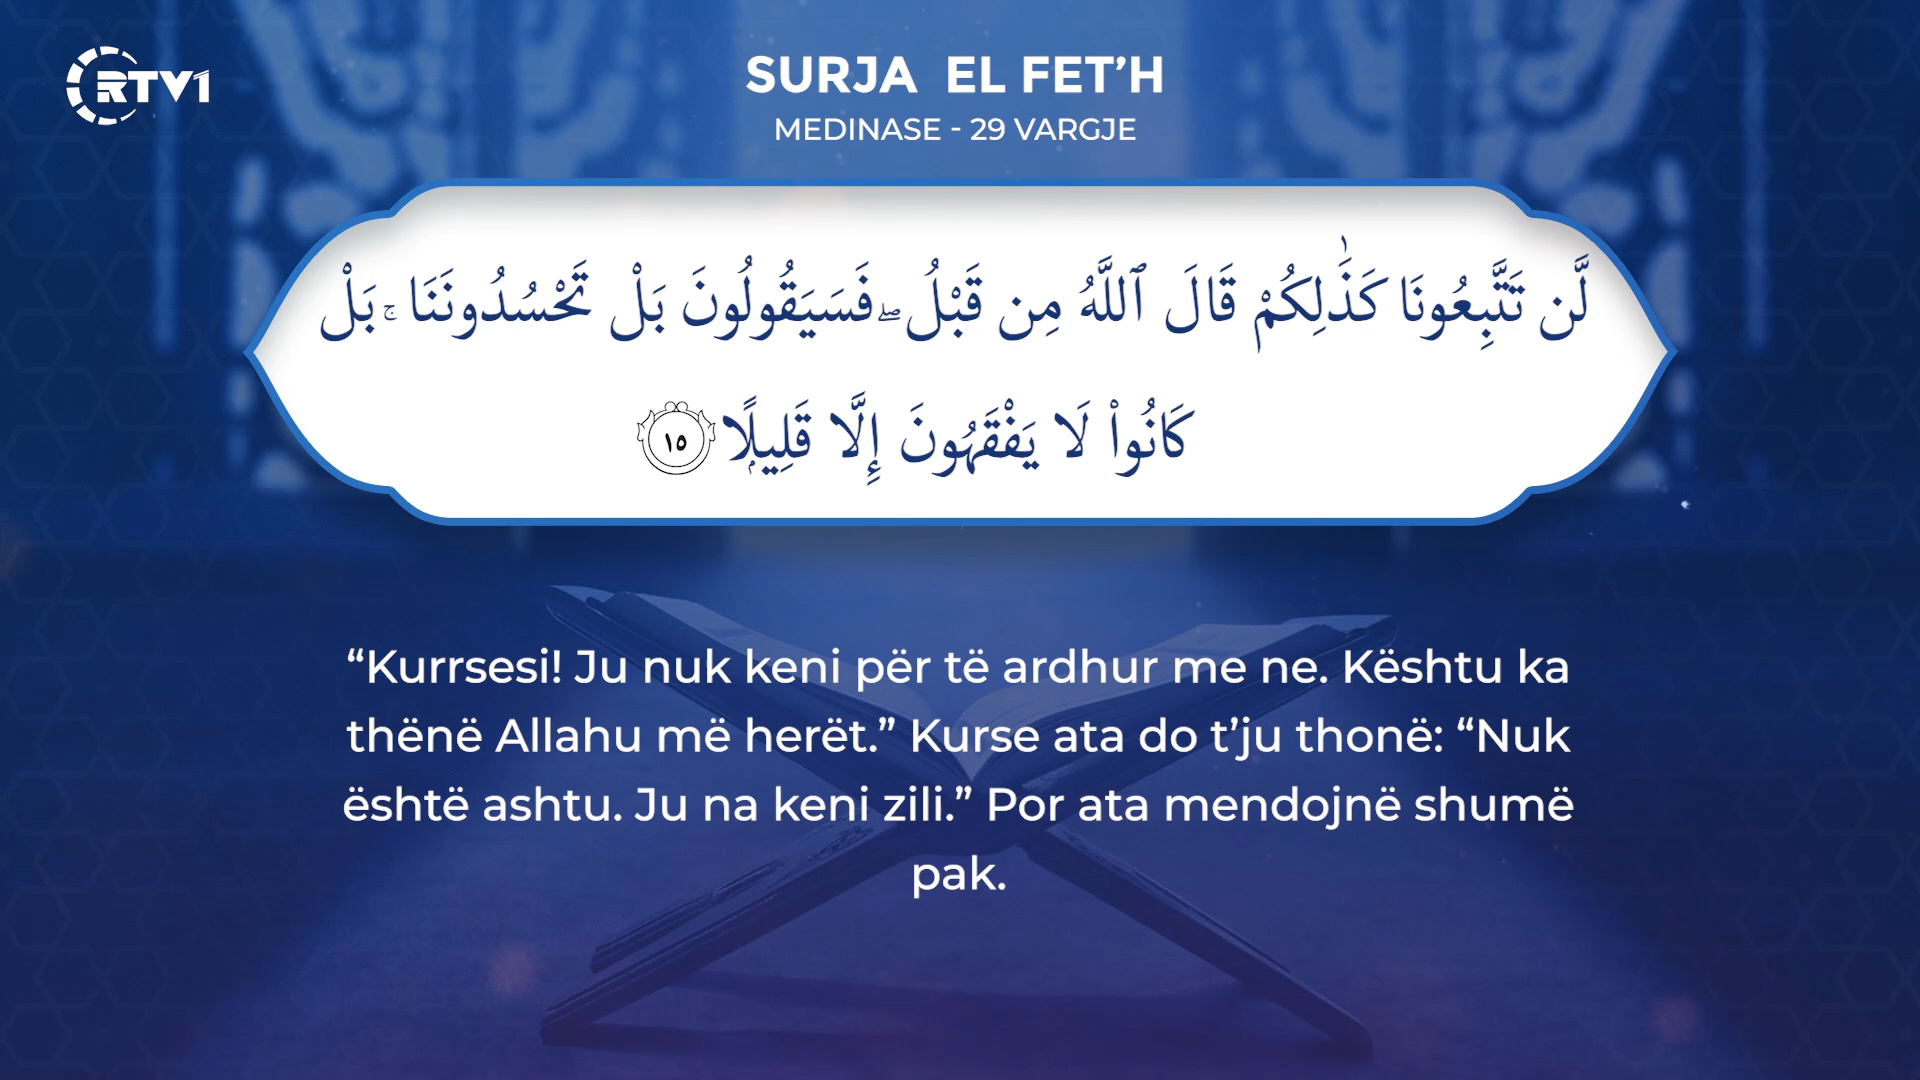 RTV1
SURJA EL FET’H
MEDINASE - 29 VARGJE
لَّن تَتَّبِعُونَا كَذَٰلِكُمْ قَالَ ٱللَّهُ مِن قَبْلُ ۖ فَسَيَقُولُونَ بَلْ تَحْسُدُونَنَا ۚ بَلْ
كَانُوا۟ لَا يَفْقَهُونَ إِلَّا قَلِيلًۭا ١٥
“Kurrsesi! Ju nuk keni për të ardhur me ne. Kështu ka
thënë Allahu më herët.” Kurse ata do t’ju thonë: “Nuk
është ashtu. Ju na keni zili.” Por ata mendojnë shumë
pak.